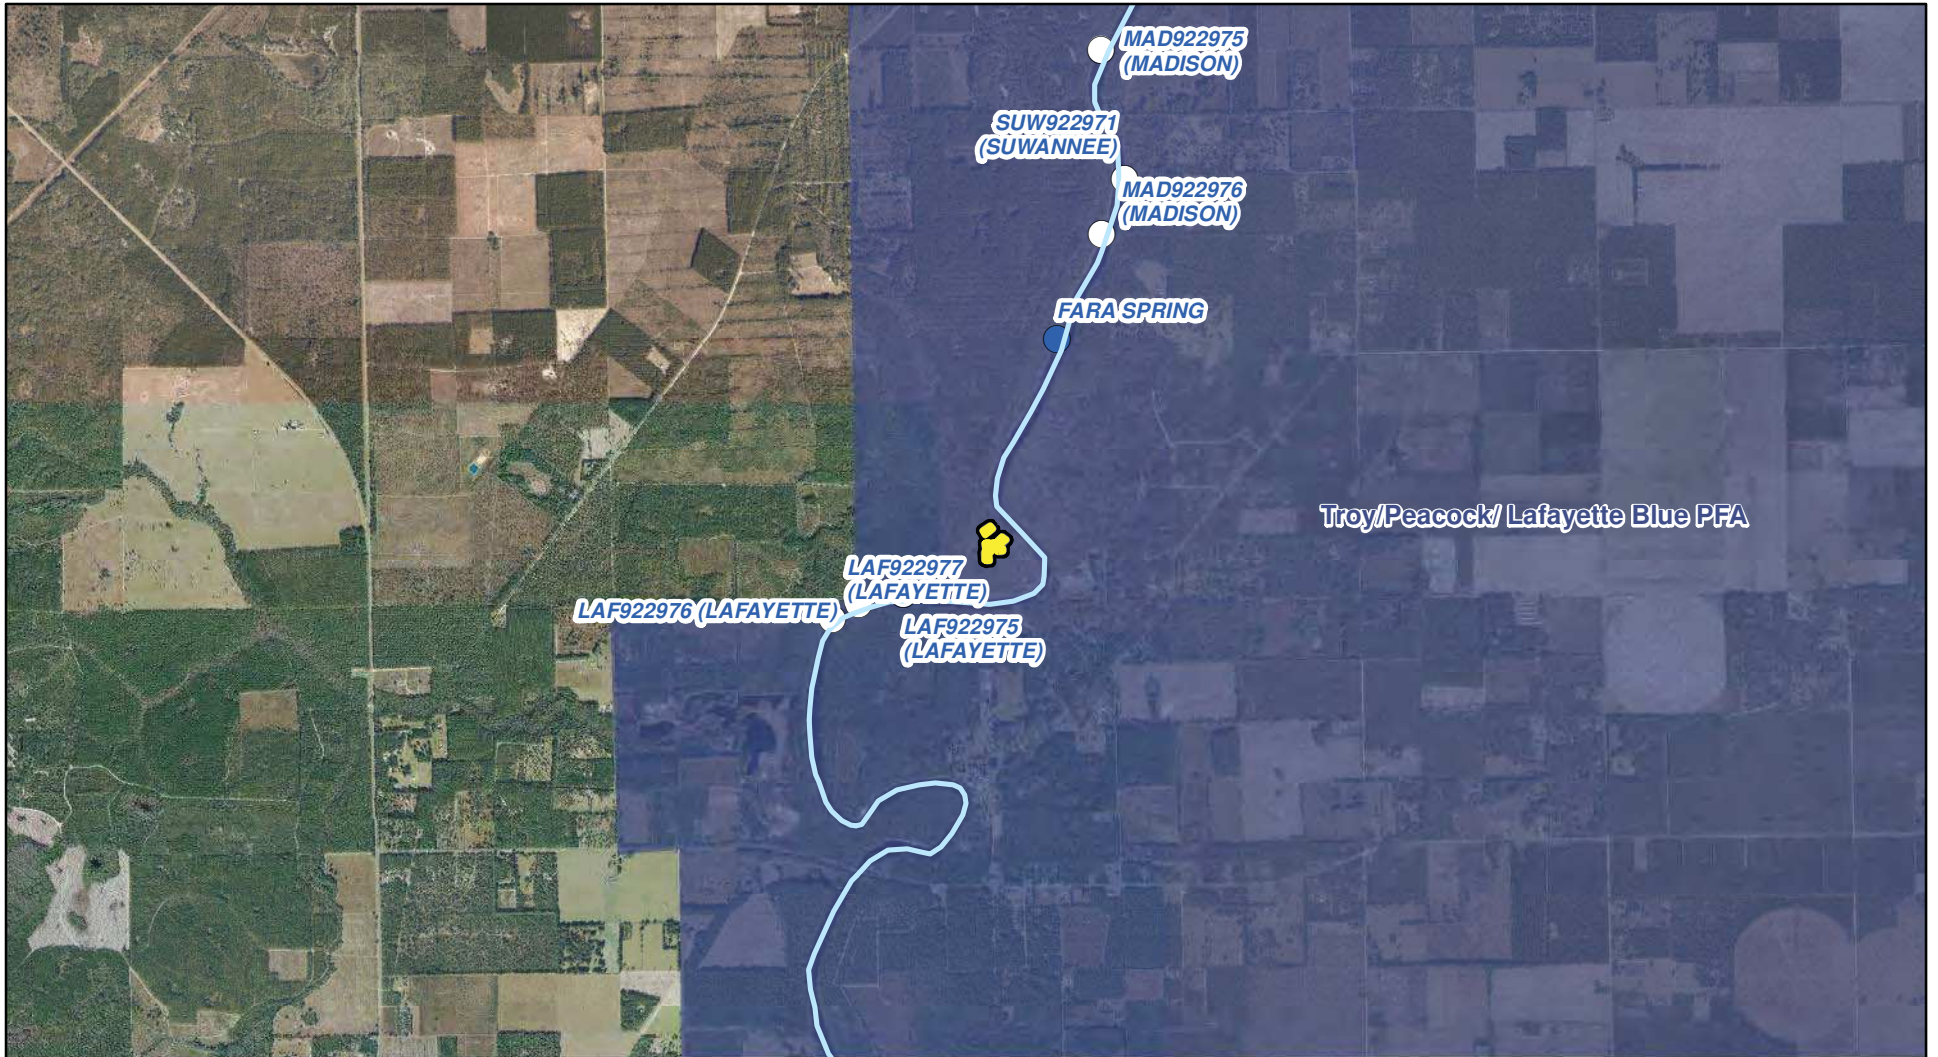 MAD922975
(MADISON)
SUW922971
(SUWANNEE)
MAD922976
(MADISON)
FARA SPRING
Troy/Peacock/ Lafayette Blue PFA
LAF922977
(LAFAYETTE)
LAF922976 (LAFAYETTE)
LAF922975
(LAFAYETTE)